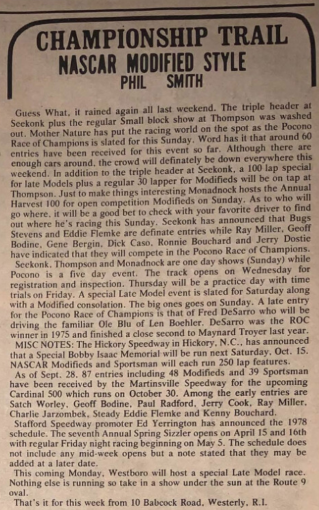 CHAMPIONSHIP TRAIL
NASCAR MODIFIED STYLE
PHIL SMITH
Guess What, it rained again all last weekend. The triple header at
Seekonk plus the regular Small block show at Thompson was washed
out. Mother Nature has put the racing world on the spot as the Pocono
Race of Champions is slated for this Sunday. Word has it that around 60
entries have been received for this event so far. Although there are
enough cars around, the crowd will definately be down everywhere this
weekend. In addition to the triple header at Seekonk, a 100 lap special
for Late Models plus a regular 30 lapper for Modifieds will be on tap at
Thompson. Just to make things interesting Monadnock hosts the Annual
Harvest 100 for open competition Modifieds on Sunday. As to who will
go where, it will be a good bet to check with your favorite driver to find
out where he's racing this Sunday. Seekonk has announced that Bugs
Stevens and Eddie Flemke are definate entries while Ray Miller, Geoff
Bodine, Gene Bergin, Dick Caso, Ronnie Bouchard and Jerry Dostie
have indicated that they will compete in the Pocono Race of Champions.
Seekonk, Thompson and Monadnock are one day shows (Sunday) while
Pocono is a five day event. The track opens on Wednesday for
registration and inspection. Thursday will be a practice day with time
trials on Friday. A special Late Model event is slated for Saturday along
with a Modified consolation. The big ones goes on Sunday. A late entry
for the Pocono Race of Champions is that of Fred DeSarro who will be
driving the familiar Ole Blu of Len Boehler. DeSarro was the ROC
winner in 1975 and finished a close second to Maynard Troyer last year.
MISC NOTES: The Hickory Speedway in Hickory, N.C., has announced
that a Special Bobby Isaac Memorial will be run next Saturday, Oct. 15.
NASCAR Modifieds and Sportsman will each run 250 lap features.
As of Sept. 28, 87 entries including 48 Modifieds and 39 Sportsman
have been received by the Martinsville Speedway for the upcoming
Cardinal 500 which runs on October 30. Among the early entries are
Satch Worley, Geoff Bodine, Paul Radford, Jerry Cook, Ray Miller,
Charlie Jarzombek, Steady Eddie Flemke and Kenny Bouchard.
Stafford Speedway promoter Ed Yerrington has announced the 1978
schedule. The seventh Annual Spring Sizzler opens on April 15 and 16th
with regular Friday night racing beginning on May 5. The schedule does
not include any mid-week opens but a note stated that they may be
added at a later date.
This coming Monday, Westboro will host a special Late Model race.
Nothing else is running so take in a show under the sun at the Route 9
oval.
That's it for this week from 10 Babcock Road, Westerly, R.I.